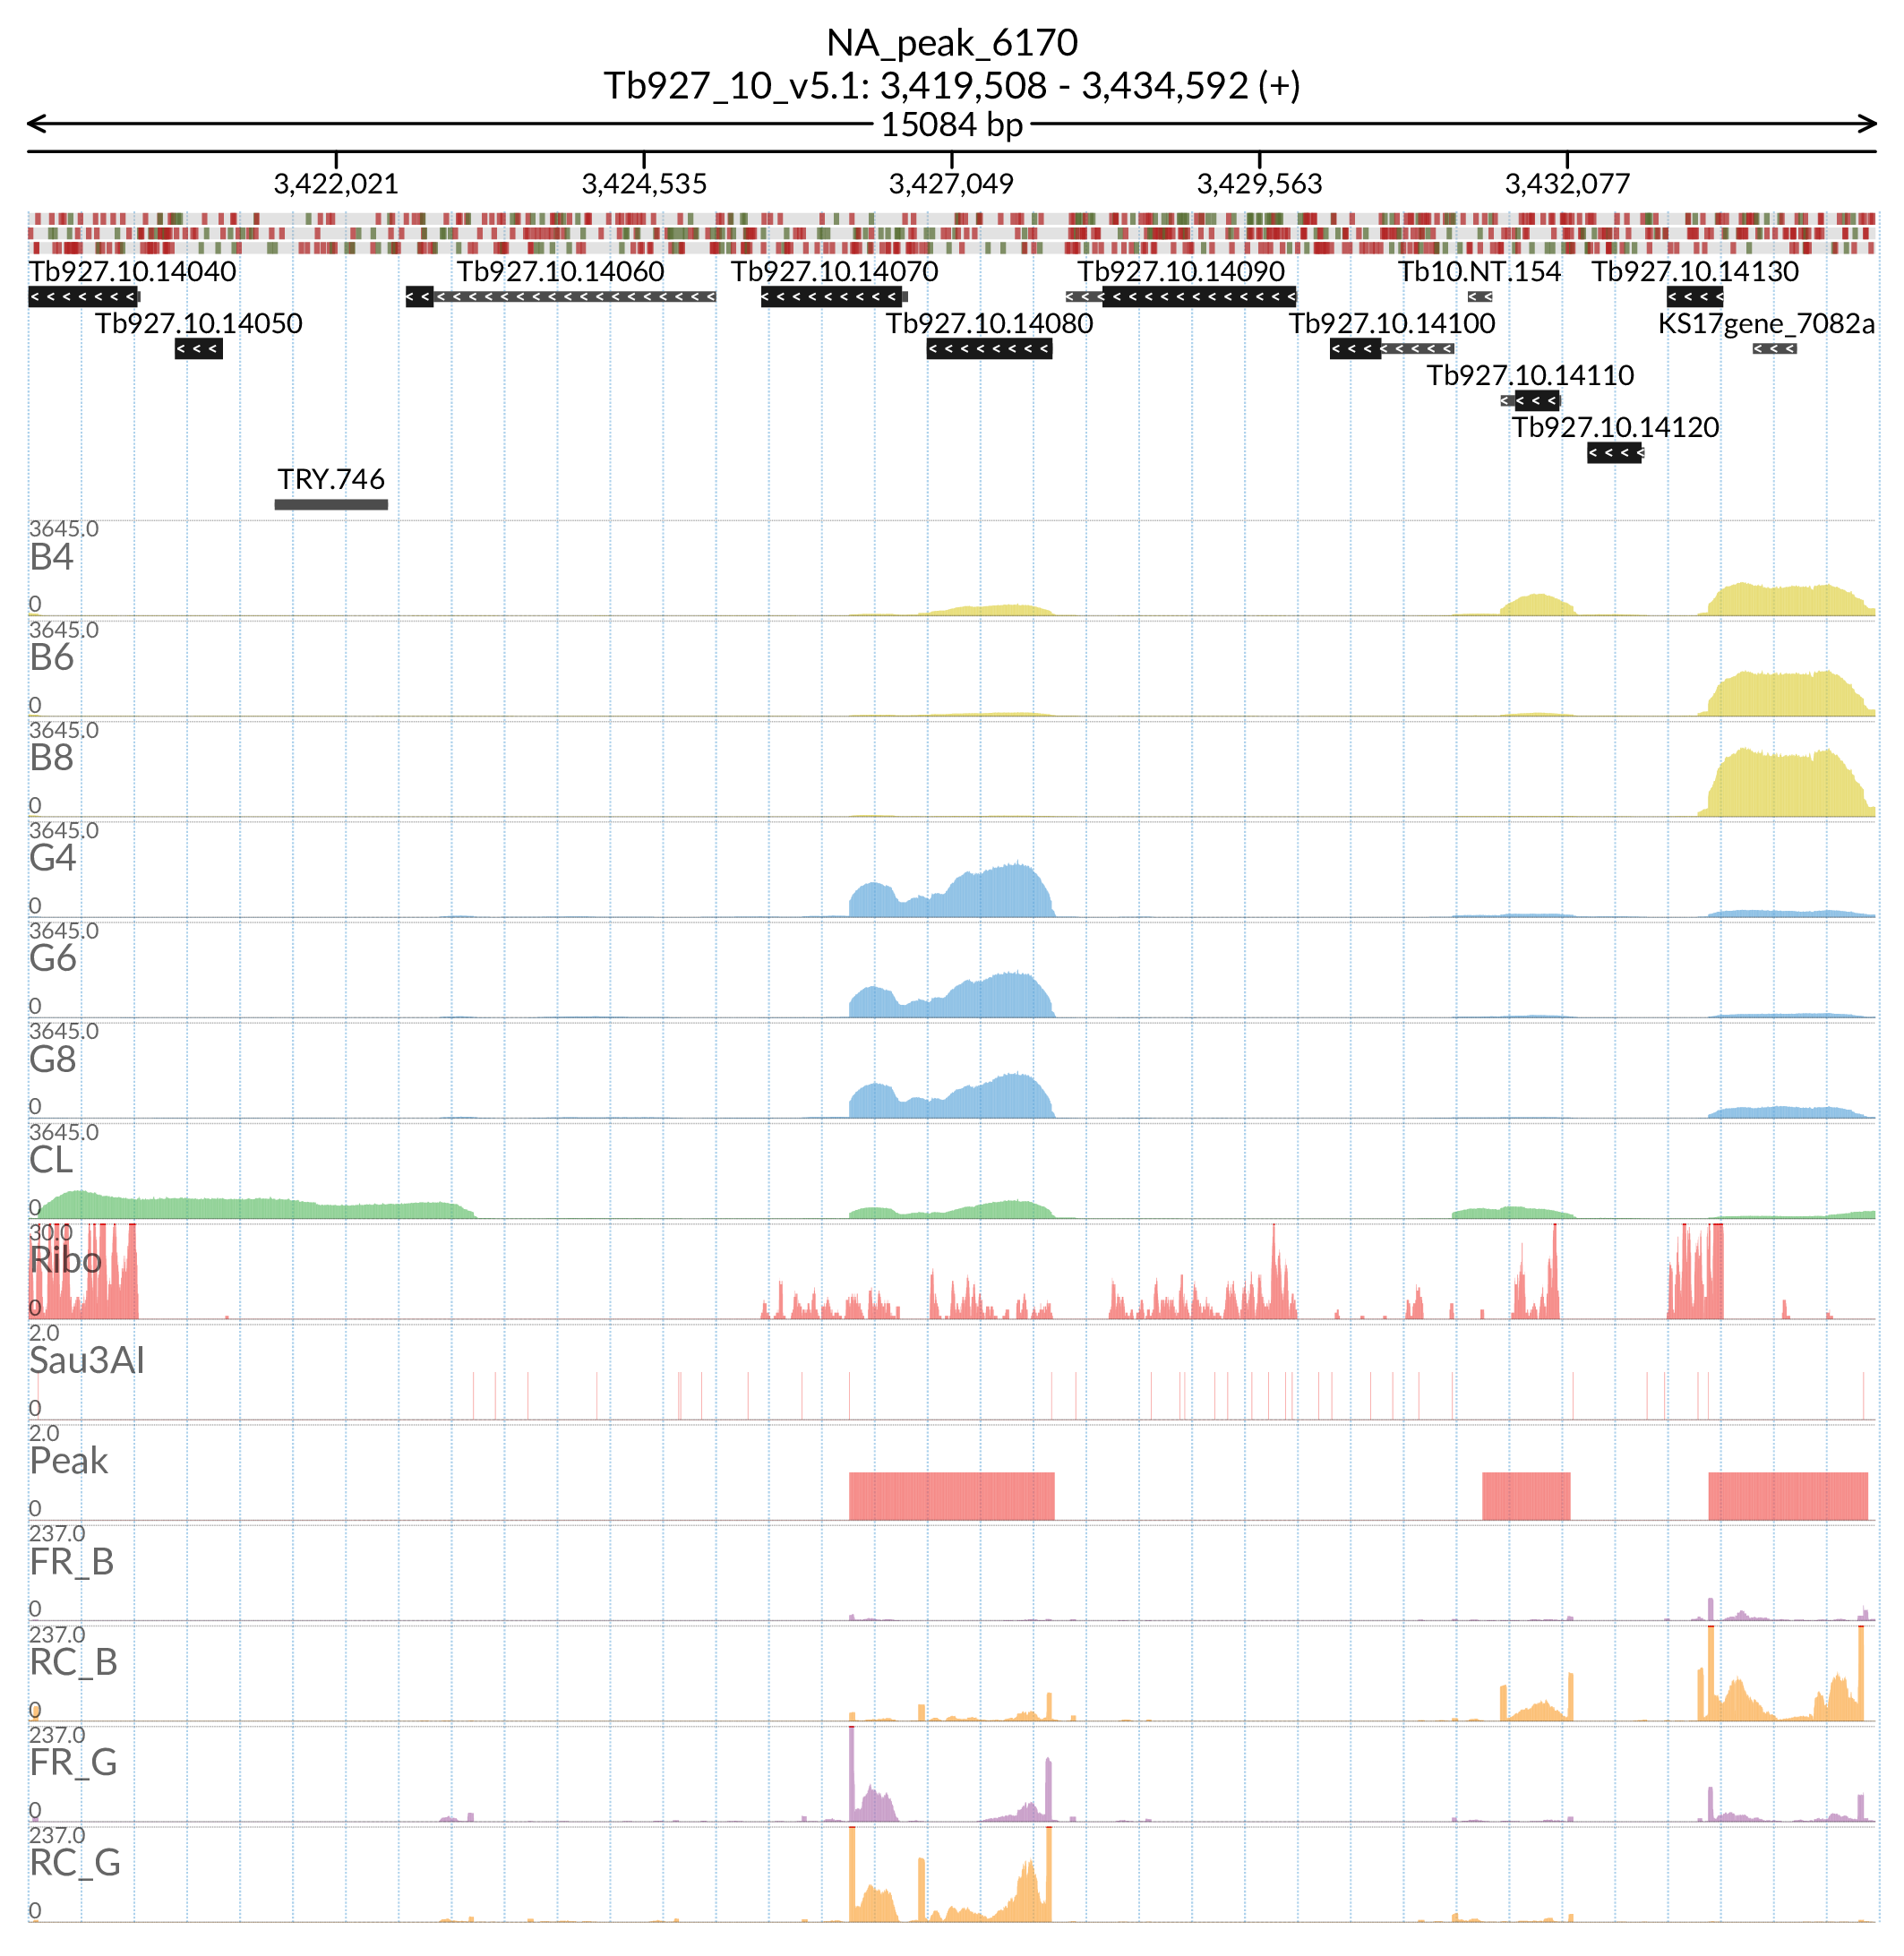 NA_peak_6170
Tb927_10_v5.1: 3,419,508 - 3,434,592 (+)
15084 bp
3,422,021 3,424,535 3,427,049 3,429,563 3,432,077
Tb927.10.14040 Tb927.10.14060 Tb927.10.14070 Tb927.10.14090 Tb10.NT.154 Tb927.10.14130
Tb927.10.14050 Tb927.10.14080 Tb927.10.14100 KS17gene_7082a
Tb927.10.14110
Tb927.10.14120
TRY.746
3645.0
B4
0
3645.0
B6
0
3645.0
B8
0
3645.0
G4
0
3645.0
G6
0
3645.0
G8
0
3645.0
CL
0
30.0
Ribo
0
2.0
Sau3AI
0
2.0
Peak
0
237.0
FR_B
0
237.0
RC_B
0
237.0
FR_G
0
237.0
RC_G
0